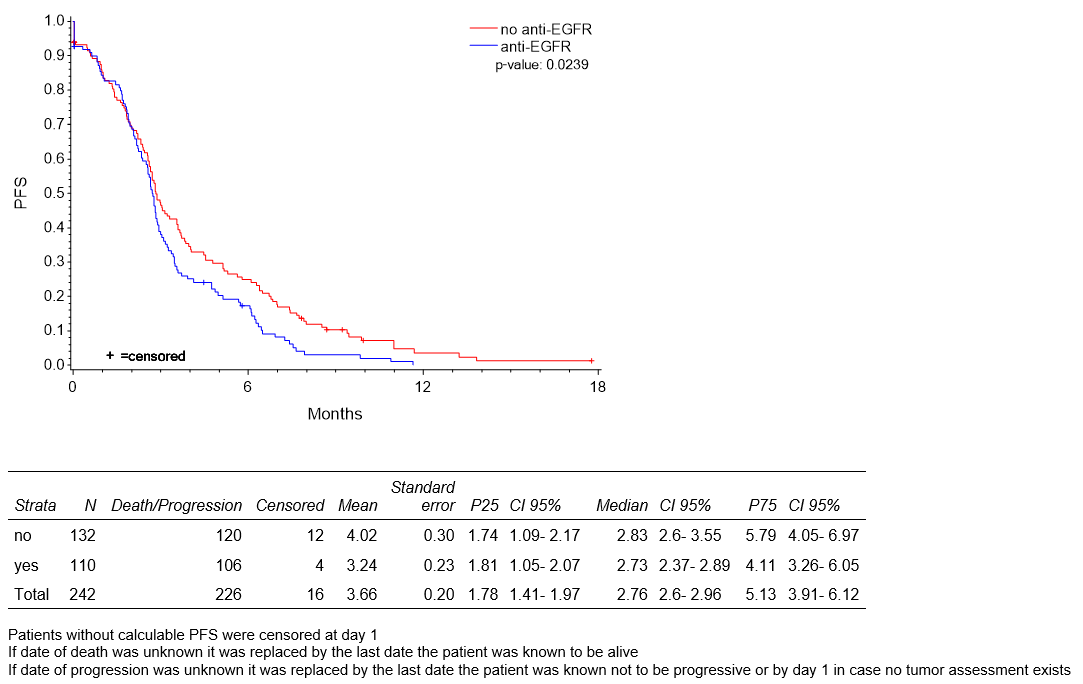 1.0
0.9
0.8
0.7
0.6
0.5
0.4
0.3
0.2
0.1
0.0
PFS
no anti-EGFR
anti-EGFR
p-value: 0.0239
+ =censored
0 6 12 18
Months
Strata N Death/Progression Censored Mean Standard error P25 CI 95% Median CI 95% P75 CI 95%
no 132 120 12 4.02 0.30 1.74 1.09- 2.17 2.83 2.6- 3.55 5.79 4.05- 6.97
yes 110 106 4 3.24 0.23 1.81 1.05- 2.07 2.73 2.37- 2.89 4.11 3.26- 6.05
Total 242 226 16 3.66 0.20 1.78 1.41- 1.97 2.76 2.6- 2.96 5.13 3.91- 6.12
Patients without calculable PFS were censored at day 1
If date of death was unknown it was replaced by the last date the patient was known to be alive
If date of progression was unknown it was replaced by the last date the patient was known not to be progressive or by day 1 in case no tumor assessment exists